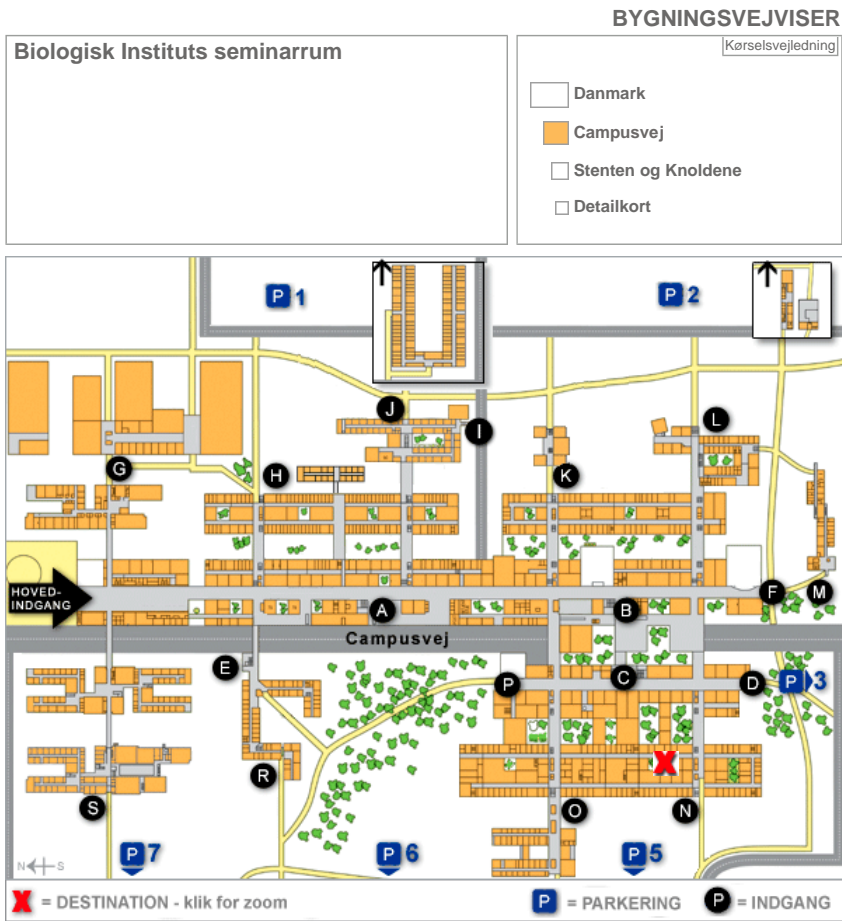 BYGNINGSVEJVISER
Biologisk Instituts seminarrum
Kørselsvejledning
Danmark
Campusvej
Stenten og Knoldene
Detailkort
P 1
P 2
J
I
L
G
H
K
HOVED-
INDGANG
A
B
F
M
Campusvej
E
P
C
D
P 3
R
S
O
N
P 7
P 6
P 5
N S
X
X = DESTINATION - klik for zoom
P = PARKERING
P = INDGANG